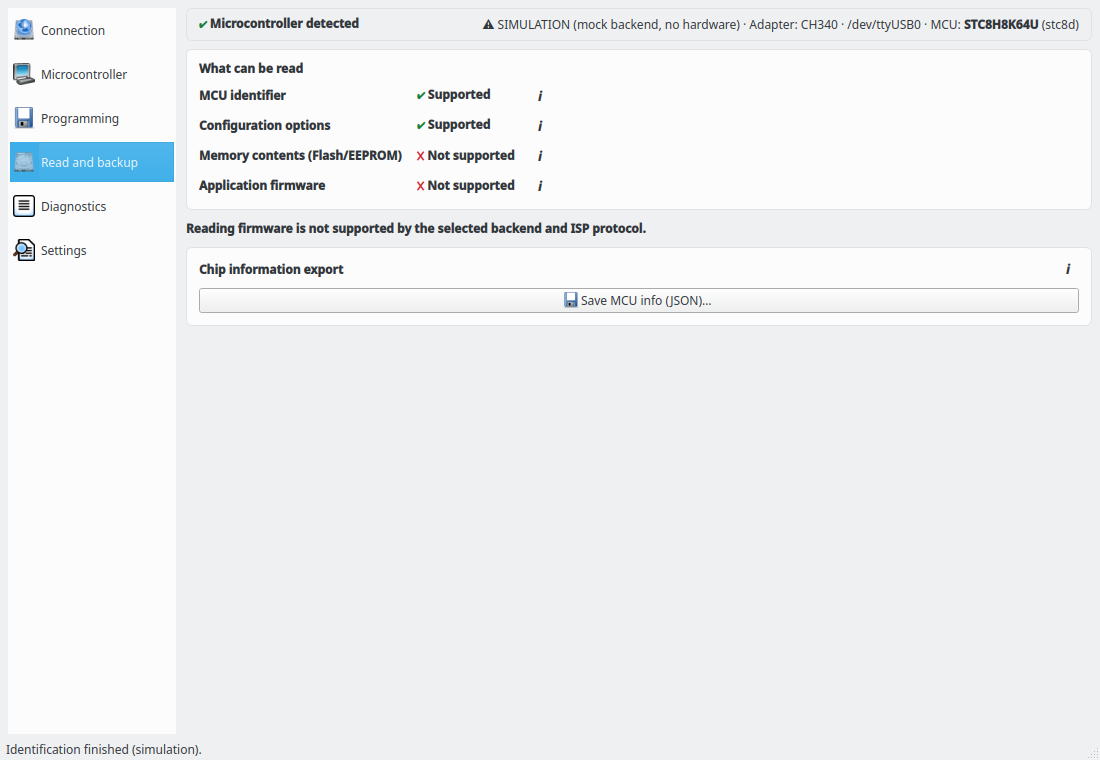 Connection
Microcontroller
Programming
Read and backup
Diagnostics
Settings
✔ Microcontroller detected
⚠ SIMULATION (mock backend, no hardware) · Adapter: CH340 · /dev/ttyUSB0 · MCU: STC8H8K64U (stc8d)
What can be read
MCU identifier ✔ Supported i
Configuration options ✔ Supported i
Memory contents (Flash/EEPROM) X Not supported i
Application firmware X Not supported i
Reading firmware is not supported by the selected backend and ISP protocol.
Chip information export i
Save MCU info (JSON)...
Identification finished (simulation).